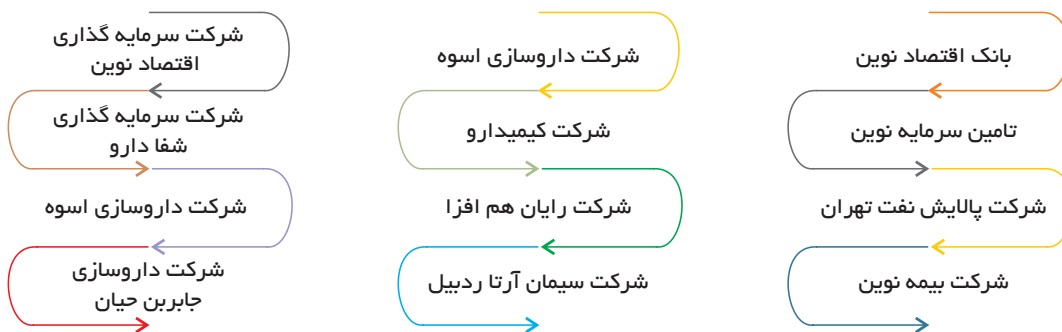 بانک اقتصاد نوین
تامین سرمایه نوین
شرکت پالایش نفت تهران
شرکت بیمه نوین
شرکت داروسازی اسوه
شرکت کیمیدارو
شرکت رایان هم افزا
شرکت سیمان آرتا ردبیل
شرکت سرمایه گذاری
اقتصاد نوین
شرکت سرمایه گذاری
شفا دارو
شرکت داروسازی اسوه
شرکت داروسازی
جابربن حیان